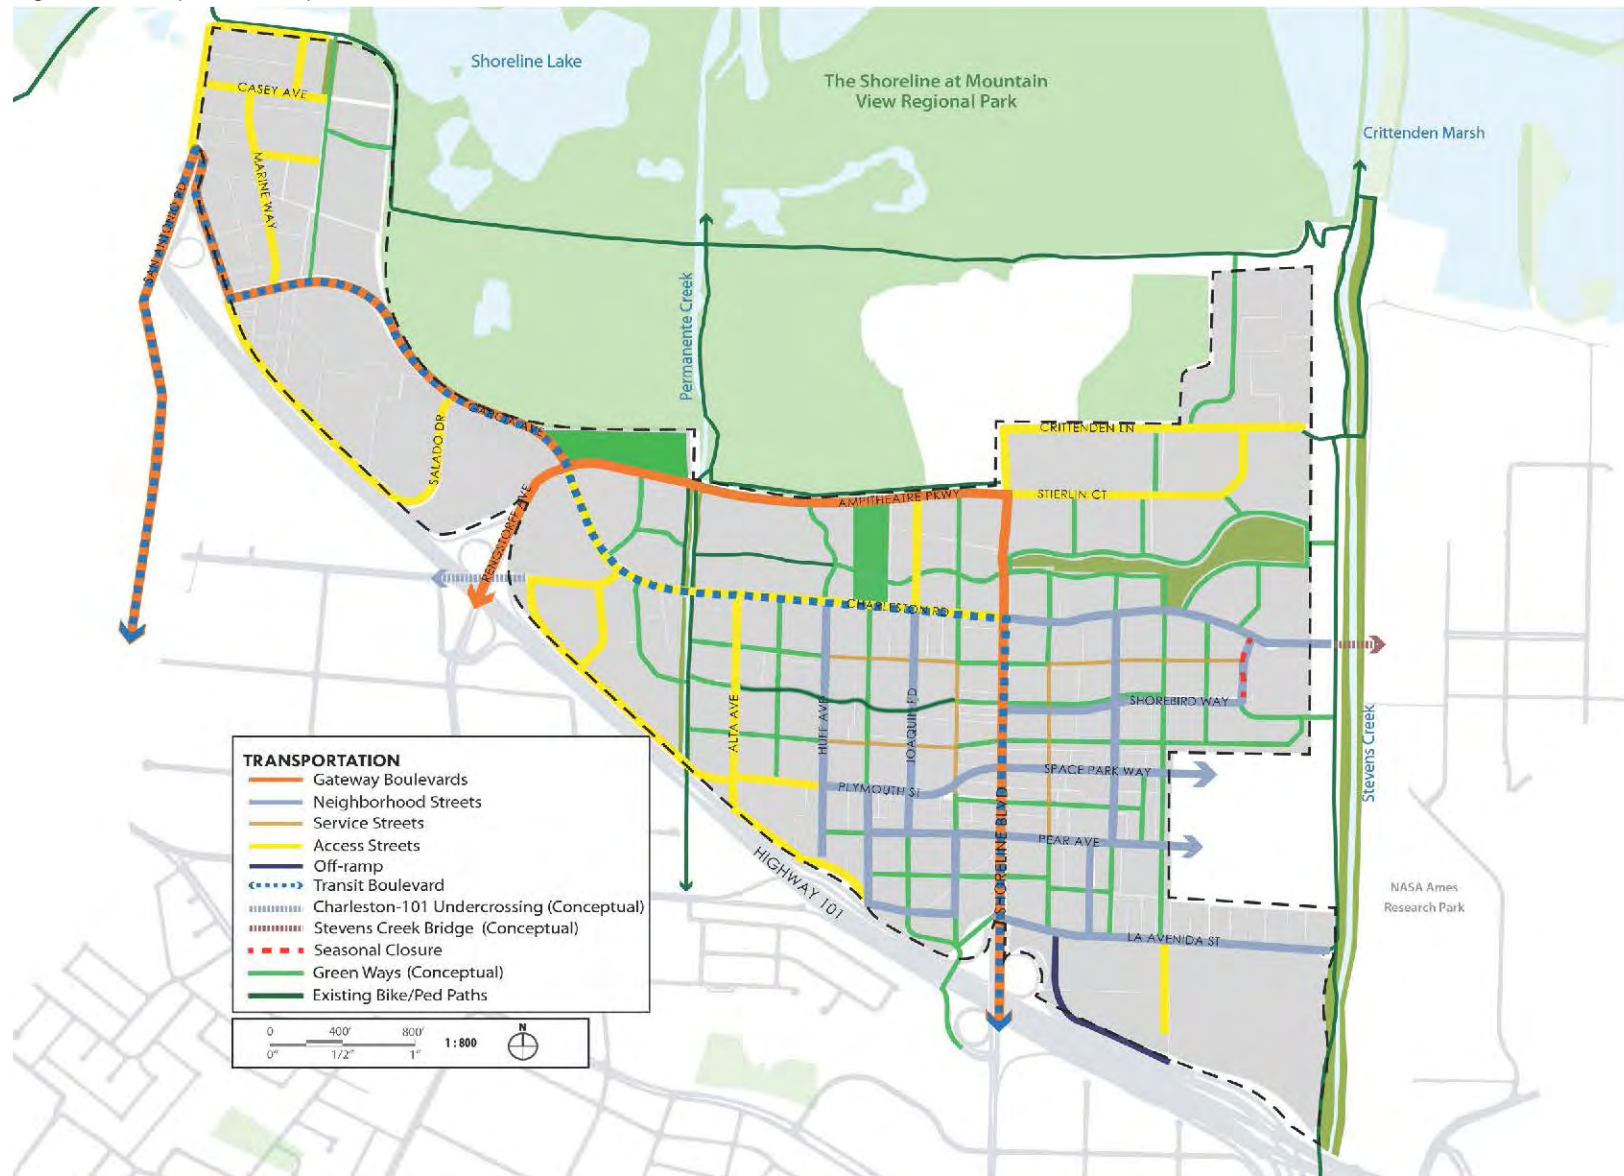 Shoreline Lake
The Shoreline at Mountain
View Regional Park
Crittenden Marsh
CASEY AVE
MARINE WAY
SAN ANTONIO RD
Permanente Creek
GARCIA AVE
SALADO DR
CRITTENDEN LN
STIERLIN CT
AMPITHEATRE PKWY
RENGSTORFF AVE
CHARLESTON RD
SHOREBIRD WAY
ALTA AVE
HUFF AVE
JOAQUIN RD
SPACE PARK WAY
PLYMOUTH ST
PEAR AVE
N SHORELINE BLVD
Stevens Creek
HIGHWAY 101
LA AVENIDA ST
NASA Ames
Research Park
TRANSPORTATION
Gateway Boulevards
Neighborhood Streets
Service Streets
Access Streets
Off-ramp
Transit Boulevard
Charleston-101 Undercrossing (Conceptual)
Stevens Creek Bridge (Conceptual)
Seasonal Closure
Green Ways (Conceptual)
Existing Bike/Ped Paths
0 400' 800'
0" 1/2" 1"
1 : 800
N